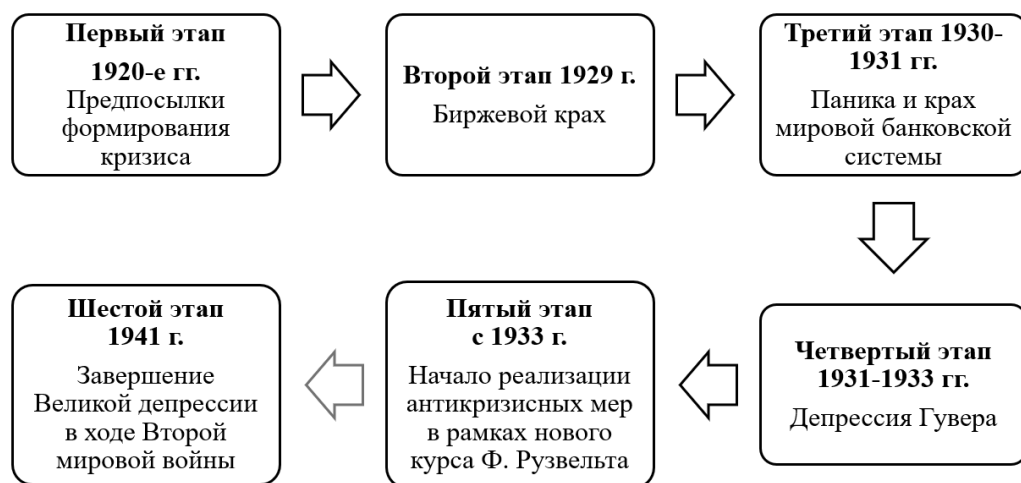 Первый этап
1920-е гг.
Предпосылки
формирования
кризиса
Второй этап 1929 г.
Биржевой крах
Третий этап 1930-
1931 гг.
Паника и крах
мировой банковской
системы
Четвертый этап
1931-1933 гг.
Депрессия Гувера
Пятый этап
с 1933 г.
Начало реализации
антикризисных мер
в рамках нового
курса Ф. Рузвельта
Шестой этап
1941 г.
Завершение
Великой депрессии
в ходе Второй
мировой войны